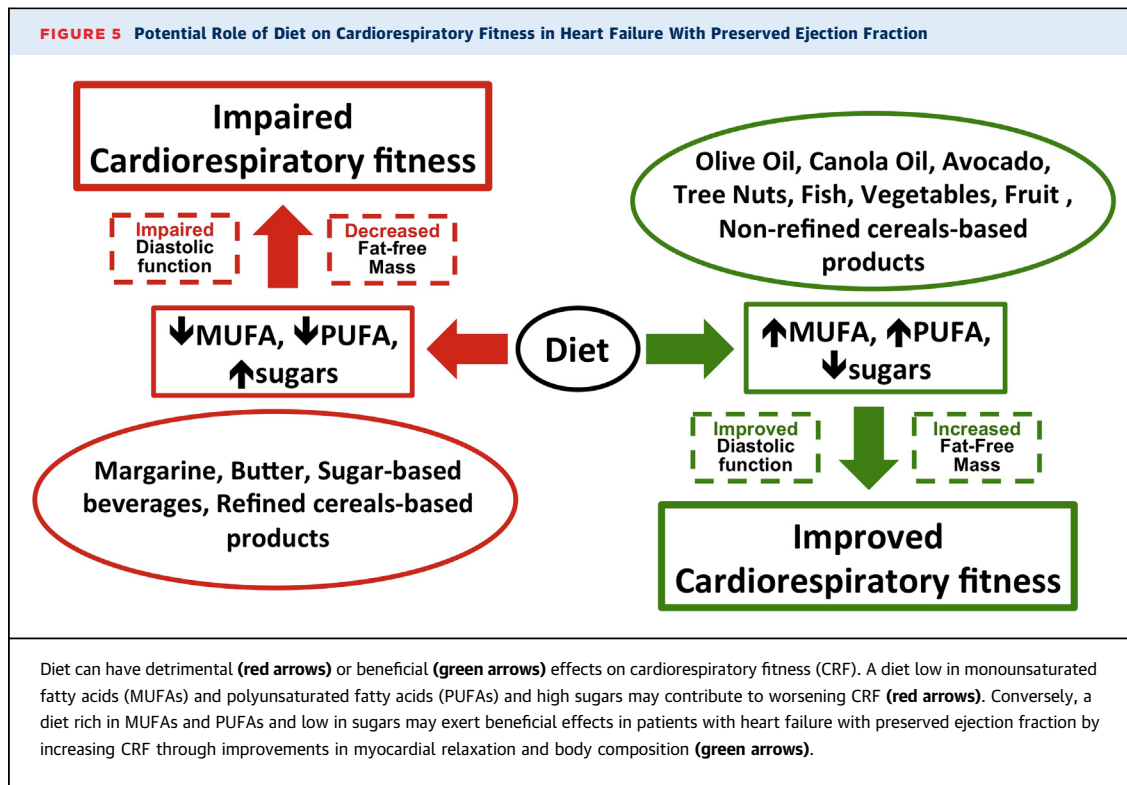 FIGURE 5 Potential Role of Diet on Cardiorespiratory Fitness in Heart Failure With Preserved Ejection Fraction
Impaired
Cardiorespiratory fitness
Impaired
Diastolic
function
Decreased
Fat-free
Mass
↓MUFA, ↓PUFA,
↑sugars
Margarine, Butter, Sugar-based
beverages, Refined cereals-based
products
Diet
Olive Oil, Canola Oil, Avocado,
Tree Nuts, Fish, Vegetables, Fruit ,
Non-refined cereals-based
products
↑MUFA, ↑PUFA,
↓sugars
Improved
Diastolic
function
Increased
Fat-Free
Mass
Improved
Cardiorespiratory fitness
Diet can have detrimental (red arrows) or beneficial (green arrows) effects on cardiorespiratory fitness (CRF). A diet low in monounsaturated
fatty acids (MUFAs) and polyunsaturated fatty acids (PUFAs) and high sugars may contribute to worsening CRF (red arrows). Conversely, a
diet rich in MUFAs and PUFAs and low in sugars may exert beneficial effects in patients with heart failure with preserved ejection fraction by
increasing CRF through improvements in myocardial relaxation and body composition (green arrows).